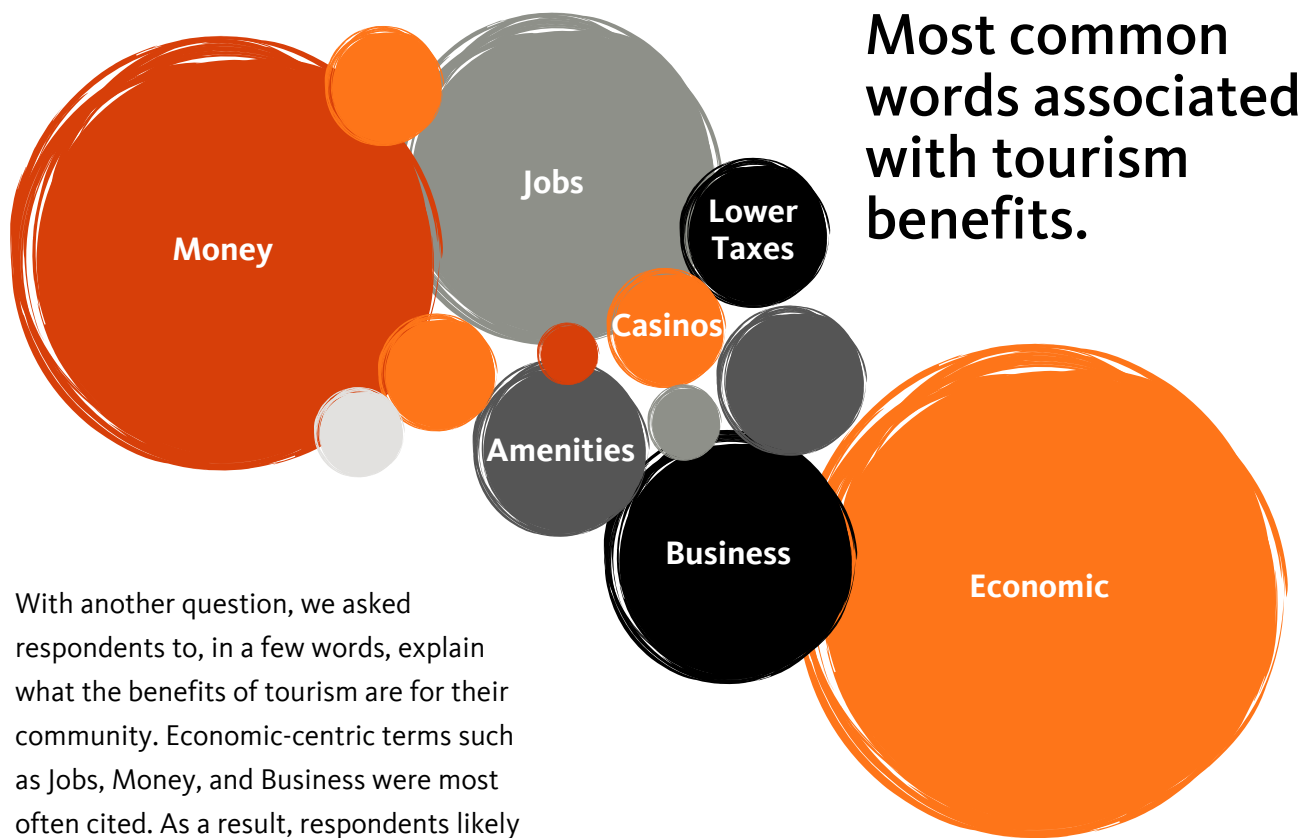 Most common
words associated
with tourism
benefits.
Jobs
Lower
Taxes
Money
Casinos
Amenities
Business
Economic
With another question, we asked
respondents to, in a few words, explain
what the benefits of tourism are for their
community. Economic-centric terms such
as Jobs, Money, and Business were most
often cited. As a result, respondents likely